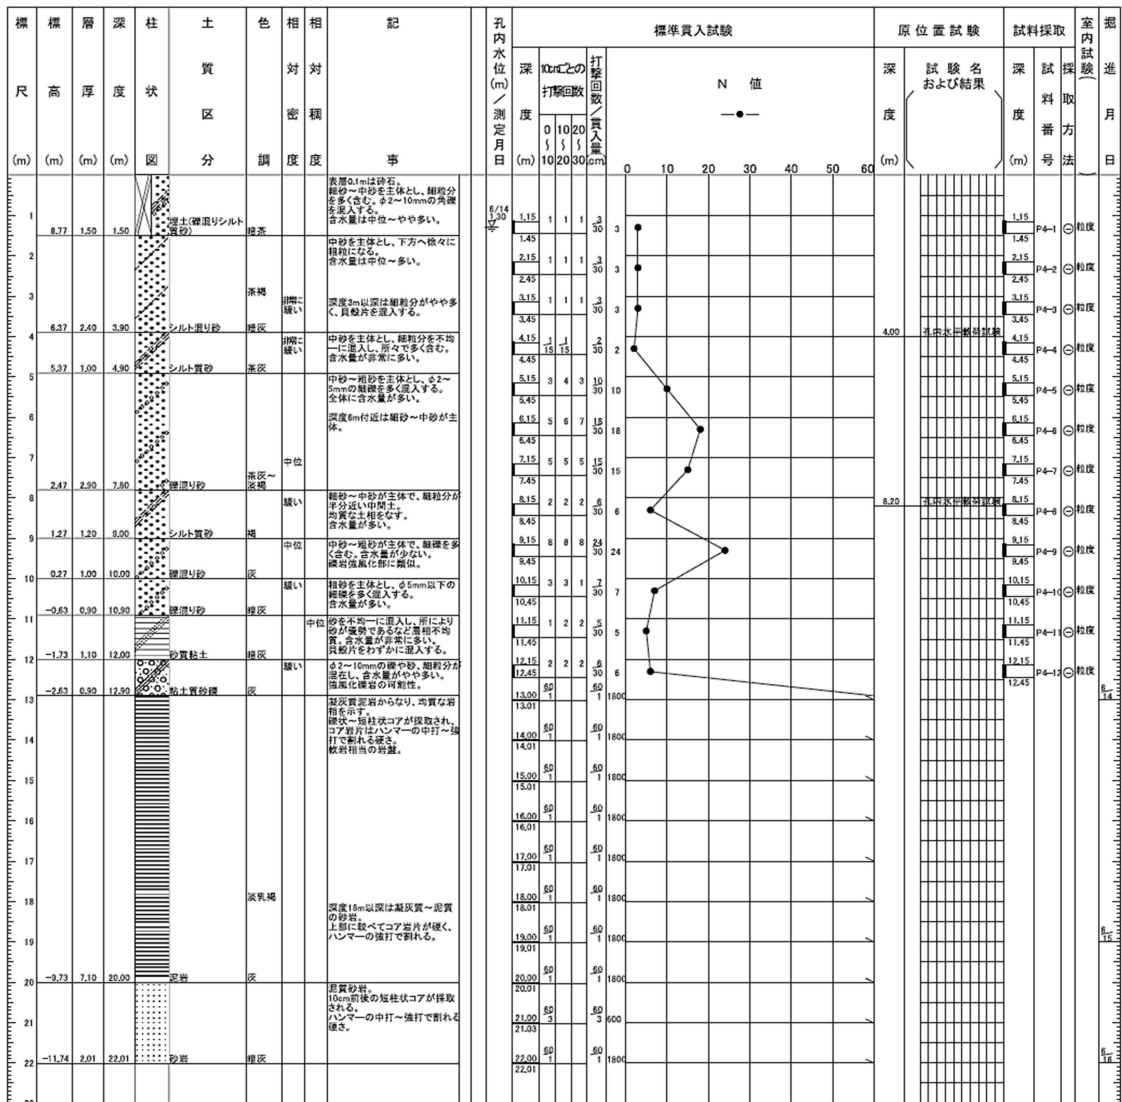 標尺(m)
標高(m)
層厚(m)
深度(m)
柱状図
土質区分
色調
相対密度
相対稠度
記事
孔内水位(m)/測定月日
標準貫入試験
深度(m)
10cmごとの
打撃回数
0~10
10~20
20~30
打撃回数/貫入量(cm)
N 値
0 10 20 30 40 50 60
原位置試験
深度(m)
試験名
および結果
試料採取
深度(m)
試料番号
採取方法
室内試験()
掘進月日
表層0.1mは砕石。
細砂~中砂を主体とし、細粒分
を多く含む。φ2~10mmの角礫
を混入する。
含水量は中位~やや多い。
埋土(礫混りシルト
質砂)
8.77 1.50 1.50 暗茶
6/14
1.30
中砂を主体とし、下方へ徐々に
粗粒になる。
含水量は中位~多い。
茶褐
非常に
緩い
深度3m以深は細粒分がやや多
く、貝殻片を混入する。
6.37 2.40 3.90 シルト混り砂 暗灰
非常に
緩い
中砂を主体とし、細粒分を不均
一に混入し、所々で多く含む。
含水量が非常に多い。
5.37 1.00 4.90 シルト質砂 茶灰
中砂~粗砂を主体とし、φ2~
5mmの細礫を多く混入する。
全体に含水量が多い。
深度6m付近は細砂~中砂が主
体。
中位
茶灰~
淡褐
2.47 2.90 7.80 礫混り砂
緩い
細砂~中砂が主体で、細粒分が
半分近い中間土。
均質な土相をなす。
含水量が多い。
1.27 1.20 9.00 シルト質砂 褐
中位
中砂~粗砂が主体で、細礫を多
く含む。含水量が少ない。
礫岩強風化部に類似。
0.27 1.00 10.00 礫混り砂 灰
緩い
粗砂を主体とし、φ5mm以下の
細礫を多く混入する。
含水量が多い。
-0.63 0.90 10.90 礫混り砂 暗灰
中位
砂を不均一に混入し、所により
砂が優勢であるなど層相不均
質。含水量が非常に多い。
貝殻片をわずかに混入する。
-1.73 1.10 12.00 砂質粘土 暗灰
緩い
φ2~10mmの礫や砂、細粒分が
混在し、含水量がやや多い。
強風化礫岩の可能性。
-2.63 0.90 12.90 粘土質砂礫 灰
凝灰質泥岩からなり、均質な岩
相を示す。
礫状~短柱状コアが採取され、
コア岩片はハンマーの中打~強
打で割れる硬さ。
軟岩相当の岩盤。
淡乳褐
深度18m以深は凝灰質~泥質
の砂岩。
上部に較べてコア岩片が硬く、
ハンマーの強打で割れる。
-9.73 7.10 20.00 泥岩 灰
泥質砂岩。
10cm前後の短柱状コアが採取
される。
ハンマーの中打~強打で割れる
硬さ。
-11.74 2.01 22.01 砂岩 暗灰
1
2
3
4
5
6
7
8
9
10
11
12
13
14
15
16
17
18
19
20
21
22
1.15 1 1 1 3/30 3
1.45
2.15 1 1 1 3/30 3
2.45
3.15 1 1 1 3/30 3
3.45
4.15 1/15 1/15 2/30 2
4.45
5.15 3 4 3 10/30 10
5.45
6.15 5 6 7 18/30 18
6.45
7.15 5 5 5 15/30 15
7.45
8.15 2 2 2 6/30 6
8.45
9.15 8 8 8 24/30 24
9.45
10.15 3 3 1 7/30 7
10.45
11.15 1 2 2 5/30 5
11.45
12.15 2 2 2 6/30 6
12.45
13.00 60/1 60/1 1800
13.01
14.00 60/1 60/1 1800
14.01
15.00 60/1 60/1 1800
15.01
16.00 60/1 60/1 1800
16.01
17.00 60/1 60/1 1800
17.01
18.00 60/1 60/1 1800
18.01
19.00 60/1 60/1 1800
19.01
20.00 60/1 60/1 1800
20.01
21.00 60/3 60/3 600
21.03
22.00 60/1 60/1 1800
22.01
4.00 孔内水平載荷試験
8.20 孔内水平載荷試験
1.15
P4-1 粒度
1.45
2.15
P4-2 粒度
2.45
3.15
P4-3 粒度
3.45
4.15
P4-4 粒度
4.45
5.15
P4-5 粒度
5.45
6.15
P4-6 粒度
6.45
7.15
P4-7 粒度
7.45
8.15
P4-8 粒度
8.45
9.15
P4-9 粒度
9.45
10.15
P4-10 粒度
10.45
11.15
P4-11 粒度
11.45
12.15
P4-12 粒度
12.45
6/14
6/15
6/16